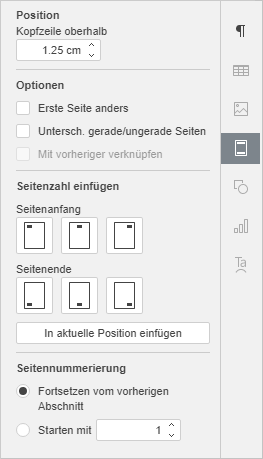 Position
Kopfzeile oberhalb
1.25 cm
Optionen
Erste Seite anders
Untersch. gerade/ungerade Seiten
Mit vorheriger verknüpfen
Seitenzahl einfügen
Seitenanfang
Seitenende
In aktuelle Position einfügen
Seitennummerierung
Fortsetzen vom vorherigen
Abschnitt
Starten mit 1
¶
Ta